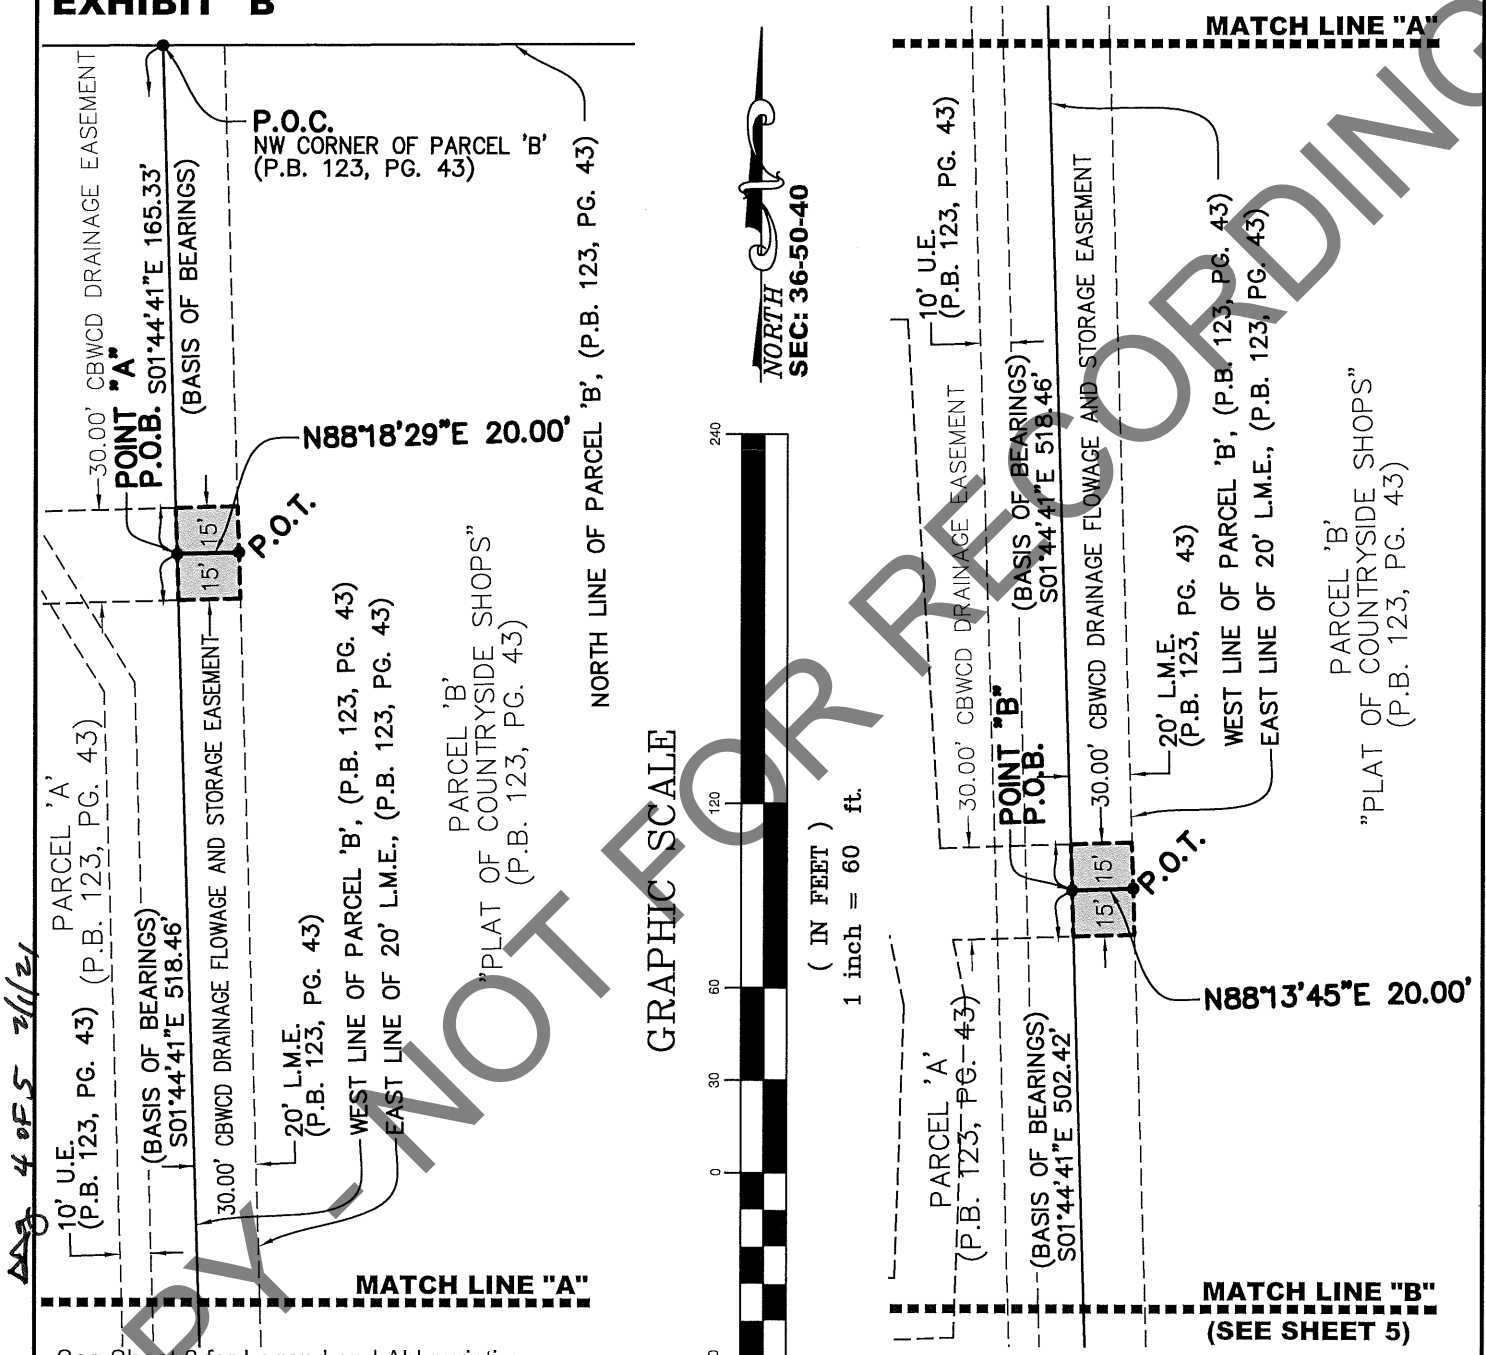 EXHIBIT "B"
P.O.C.
NW CORNER OF PARCEL 'B'
(P.B. 123, PG. 43)
30.00' CBWCD DRAINAGE EASEMENT
POINT "A"
P.O.B.
S01°44'41"E 165.33'
(BASIS OF BEARINGS)
N88°18'29"E 20.00'
P.O.T.
15'
15'
NORTH LINE OF PARCEL 'B', (P.B. 123, PG. 43)
PARCEL 'A'
(P.B. 123, PG. 43)
10' U.E.
(P.B. 123, PG. 43)
(BASIS OF BEARINGS)
S01°44'41"E 518.46'
30.00' CBWCD DRAINAGE FLOWAGE AND STORAGE EASEMENT
20' L.M.E.
(P.B. 123, PG. 43)
WEST LINE OF PARCEL 'B', (P.B. 123, PG. 43)
EAST LINE OF 20' L.M.E., (P.B. 123, PG. 43)
PARCEL 'B'
"PLAT OF COUNTRYSIDE SHOPS"
(P.B. 123, PG. 43)
MATCH LINE "A"
4 OF 5 2/1/21
NORTH
SEC: 36-50-40
GRAPHIC SCALE
240
120
60
30
0
( IN FEET )
1 inch = 60 ft.
MATCH LINE "A"
10' U.E.
(P.B. 123, PG. 43)
30.00' CBWCD DRAINAGE EASEMENT
(BASIS OF BEARINGS)
S01°44'41"E 518.46'
30.00' CBWCD DRAINAGE FLOWAGE AND STORAGE EASEMENT
POINT "B"
P.O.B.
20' L.M.E.
(P.B. 123, PG. 43)
WEST LINE OF PARCEL 'B', (P.B. 123, PG. 43)
EAST LINE OF 20' L.M.E., (P.B. 123, PG. 43)
PARCEL 'B'
"PLAT OF COUNTRYSIDE SHOPS"
(P.B. 123, PG. 43)
15'
15'
P.O.T.
N88°13'45"E 20.00'
PARCEL 'A'
(P.B. 123, PG. 43)
(BASIS OF BEARINGS)
S01°44'41"E 502.42'
MATCH LINE "B"
(SEE SHEET 5)
PY - NOT FOR RECORDING